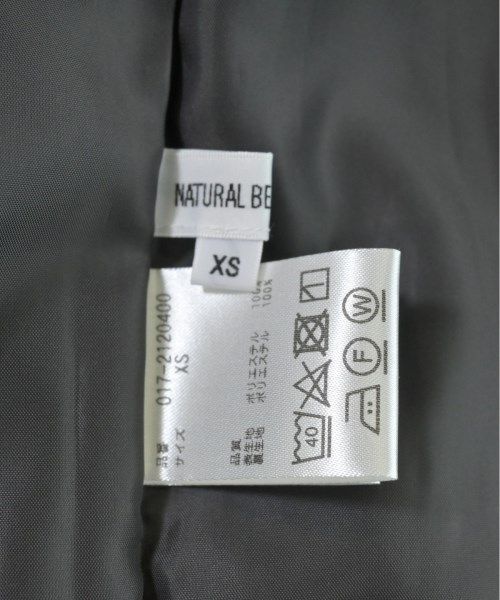 NATURAL BE
XS
品番 017-2120400
サイズ XS
品質
表生地 ポリエステル 100%
裏生地 ポリエステル 100%
40
F
W